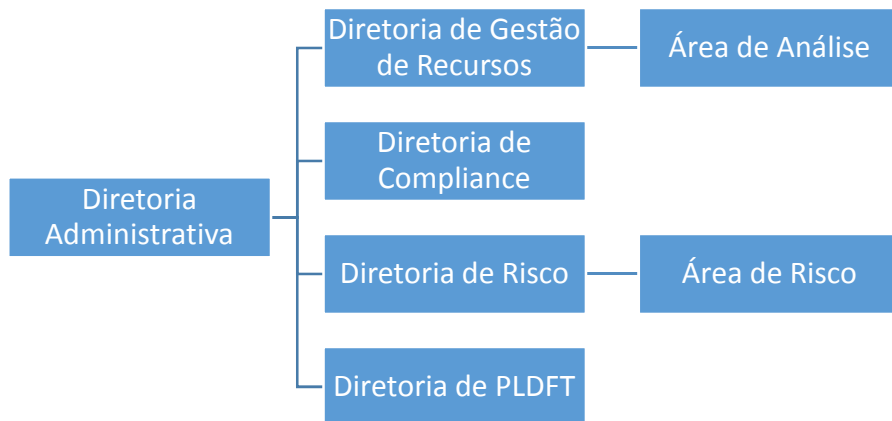 Diretoria de Gestão
de Recursos
Área de Análise
Diretoria de
Compliance
Diretoria
Administrativa
Diretoria de Risco
Área de Risco
Diretoria de PLDFT